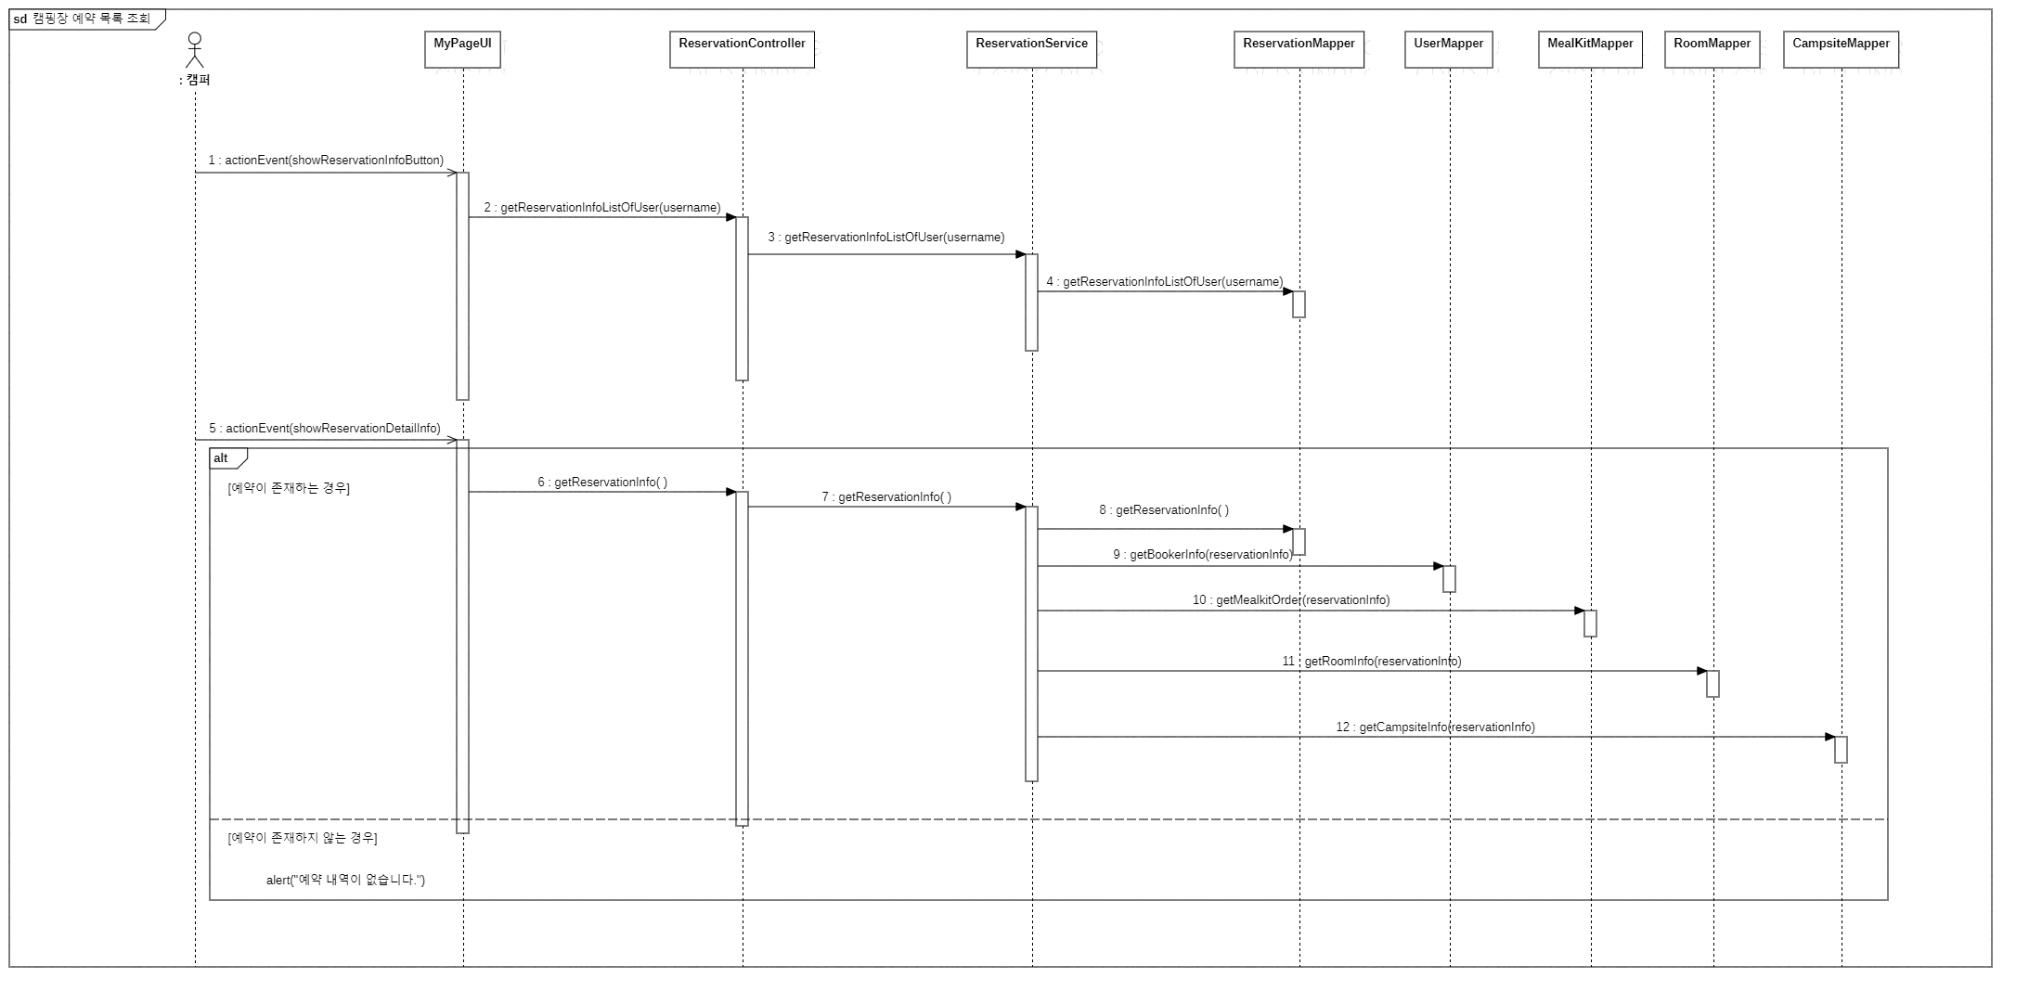 sd 캠핑장 예약 목록 조회
: 캠퍼
MyPageUI
ReservationController
ReservationService
ReservationMapper
UserMapper
MealKitMapper
RoomMapper
CampsiteMapper
1 : actionEvent(showReservationInfoButton)
2 : getReservationInfoListOfUser(username)
3 : getReservationInfoListOfUser(username)
4 : getReservationInfoListOfUser(username)
5 : actionEvent(showReservationDetailInfo)
alt
[예약이 존재하는 경우]
6 : getReservationInfo( )
7 : getReservationInfo( )
8 : getReservationInfo( )
9 : getBookerInfo(reservationInfo)
10 : getMealkitOrder(reservationInfo)
11 : getRoomInfo(reservationInfo)
12 : getCampsiteInfo(reservationInfo)
[예약이 존재하지 않는 경우]
alert("예약 내역이 없습니다.")